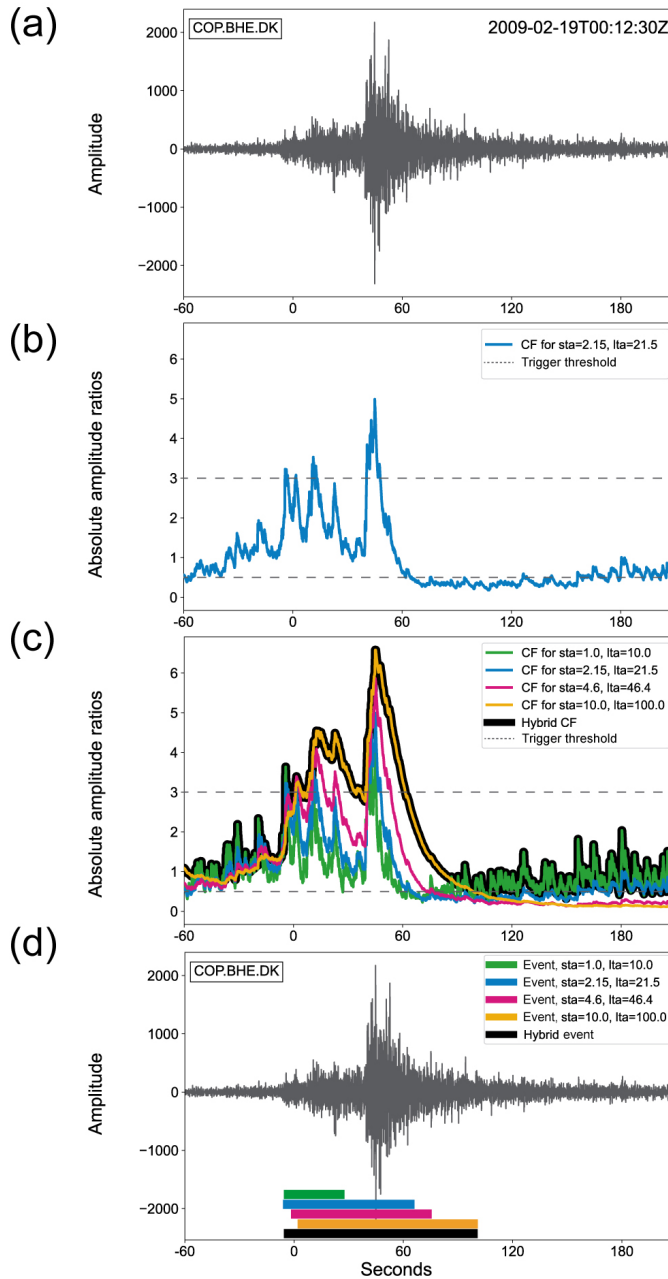 (a)
COP.BHE.DK 2009-02-19T00:12:30Z
2000
1000
0
−1000
−2000
Amplitude
-60 0 60 120 180
(b)
CF for sta=2.15, lta=21.5
Trigger threshold
6
5
4
3
2
1
0
Absolute amplitude ratios
-60 0 60 120 180
(c)
CF for sta=1.0, lta=10.0
CF for sta=2.15, lta=21.5
CF for sta=4.6, lta=46.4
CF for sta=10.0, lta=100.0
Hybrid CF
Trigger threshold
6
5
4
3
2
1
0
Absolute amplitude ratios
-60 0 60 120 180
(d)
COP.BHE.DK
Event, sta=1.0, lta=10.0
Event, sta=2.15, lta=21.5
Event, sta=4.6, lta=46.4
Event, sta=10.0, lta=100.0
Hybrid event
2000
1000
0
−1000
−2000
Amplitude
-60 0 60 120 180
Seconds